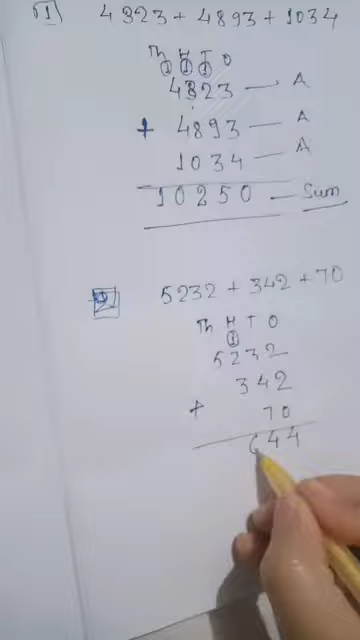 1) 4323 + 4893 + 1034
Th H T O
1 1 1
4323 — A
+ 4893 — A
1034 — A
10250 — Sum
2 5232 + 342 + 70
Th H T O
1
5232
342
+ 70
644